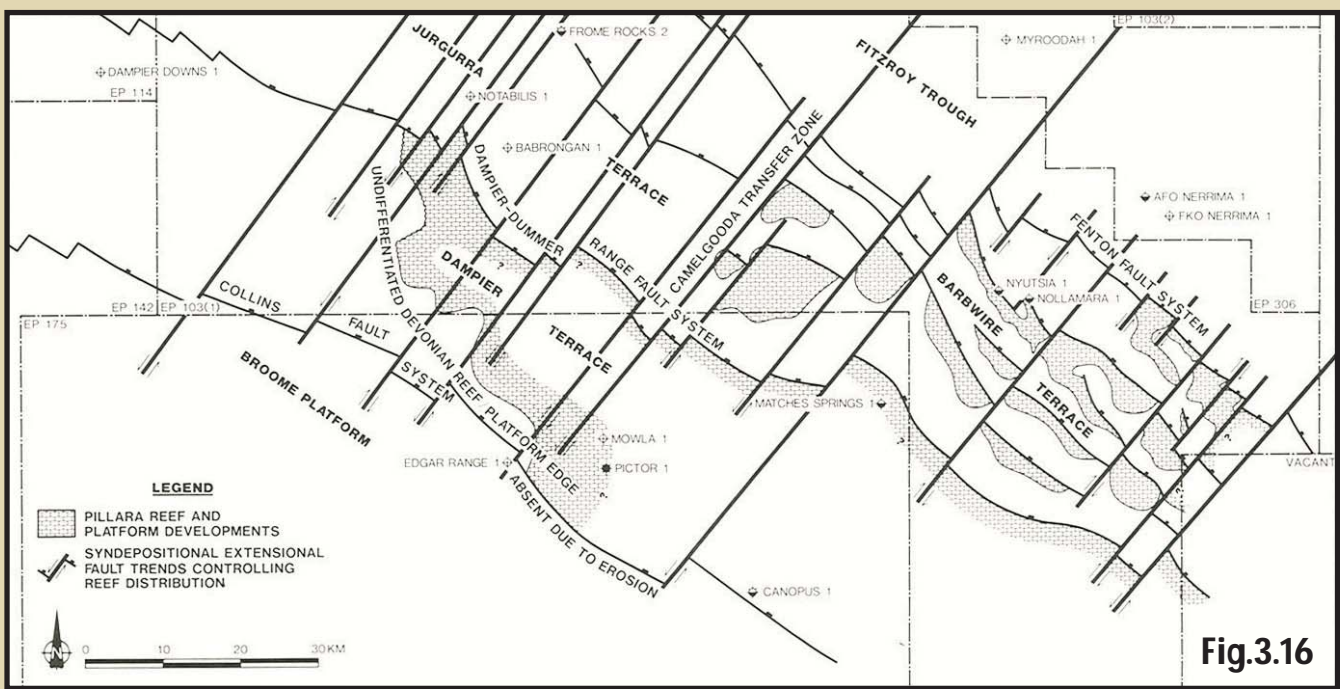 EP 103(2)
JURGURRA
FROME ROCKS 2
MYROODAH 1
FITZROY TROUGH
DAMPIER DOWNS 1
EP 114
NOTABILIS 1
BABRONGAN 1
TERRACE
DAMPIER-DUMMER
RANGE FAULT
SYSTEM
CAMELGOODA TRANSFER ZONE
AFO NERRIMA 1
FKO NERRIMA 1
FENTON FAULT SYSTEM
UNDIFFERENTIATED DEVONIAN REEF/PLATFORM EDGE
?
?
DAMPIER
TERRACE
NYUTSIA 1
NOLLAMARA 1
BARBWIRE
TERRACE
COLLINS
FAULT
SYSTEM
EP 142
EP 103(1)
EP 306
EP 175
BROOME PLATFORM
MATCHES SPRINGS 1
?
?
?
MOWLA 1
EDGAR RANGE 1
PICTOR 1
?
VACANT
ABSENT DUE TO EROSION
CANOPUS 1
LEGEND
PILLARA REEF AND
PLATFORM DEVELOPMENTS
SYNDEPOSITIONAL EXTENSIONAL
FAULT TRENDS CONTROLLING
REEF DISTRIBUTION
N
0 10 20 30 KM
Fig.3.16